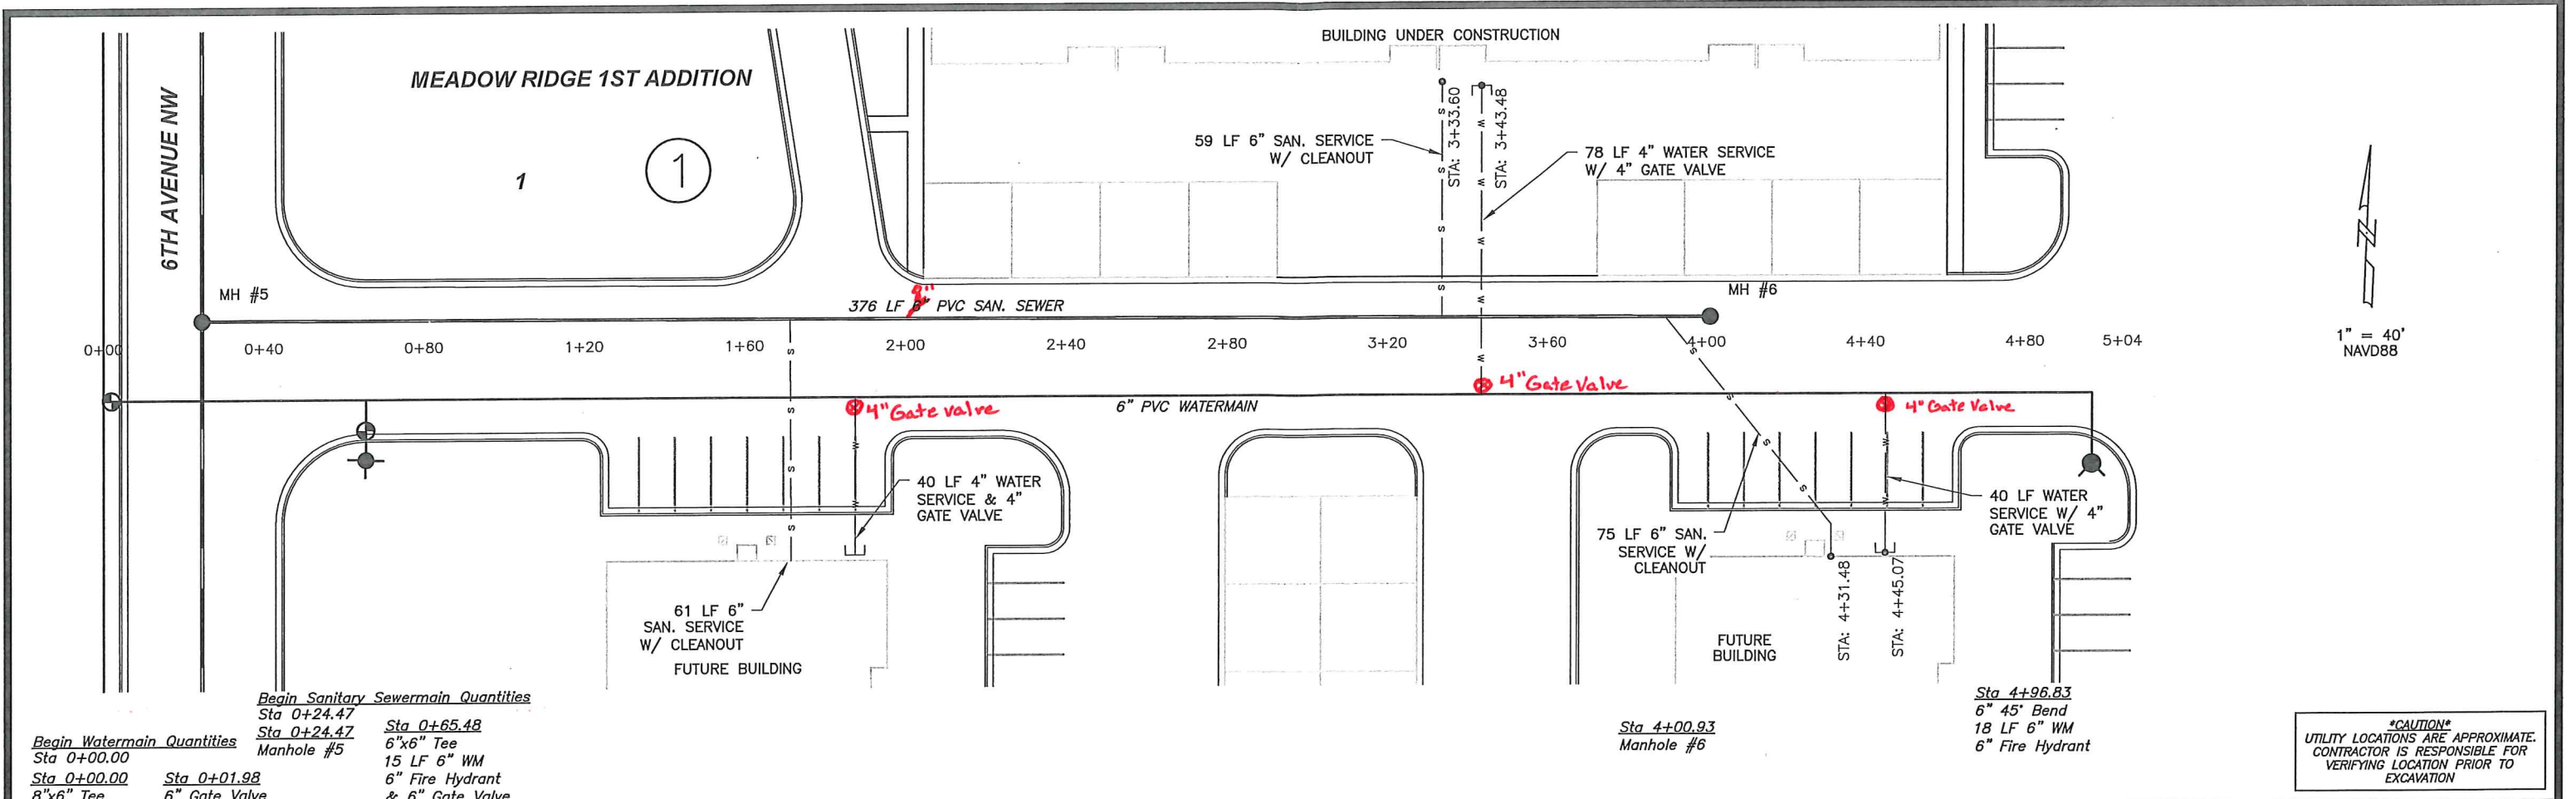 BUILDING UNDER CONSTRUCTION
MEADOW RIDGE 1ST ADDITION
6TH AVENUE NW
1
1
59 LF 6" SAN. SERVICE
W/ CLEANOUT
STA: 3+33.60
STA: 3+43.48
78 LF 4" WATER SERVICE
W/ 4" GATE VALVE
S
S
S
S
W
W
W
W
W
N
1" = 40'
NAVD88
MH #5
8"
376 LF 6" PVC SAN. SEWER
MH #6
0+00
0+40
0+80
1+20
1+60
2+00
2+40
2+80
3+20
3+60
4+00
4+40
4+80
5+04
4" Gate Valve
4" Gate valve
4" Gate Valve
6" PVC WATERMAIN
S
S
S
S
W
W
S
S
S
S
W
W
40 LF 4" WATER
SERVICE & 4"
GATE VALVE
40 LF WATER
SERVICE W/ 4"
GATE VALVE
75 LF 6" SAN.
SERVICE W/
CLEANOUT
61 LF 6"
SAN. SERVICE
W/ CLEANOUT
FUTURE BUILDING
FUTURE
BUILDING
STA: 4+31.48
STA: 4+45.07
Begin Sanitary Sewermain Quantities
Sta 0+24.47
Sta 0+24.47
Manhole #5
Begin Watermain Quantities
Sta 0+00.00
Sta 0+00.00
8"x6" Tee
Sta 0+01.98
6" Gate Valve
Sta 0+65.48
6"x6" Tee
15 LF 6" WM
6" Fire Hydrant
& 6" Gate Valve
Sta 4+00.93
Manhole #6
Sta 4+96.83
6" 45° Bend
18 LF 6" WM
6" Fire Hydrant
*CAUTION*
UTILITY LOCATIONS ARE APPROXIMATE.
CONTRACTOR IS RESPONSIBLE FOR
VERIFYING LOCATION PRIOR TO
EXCAVATION